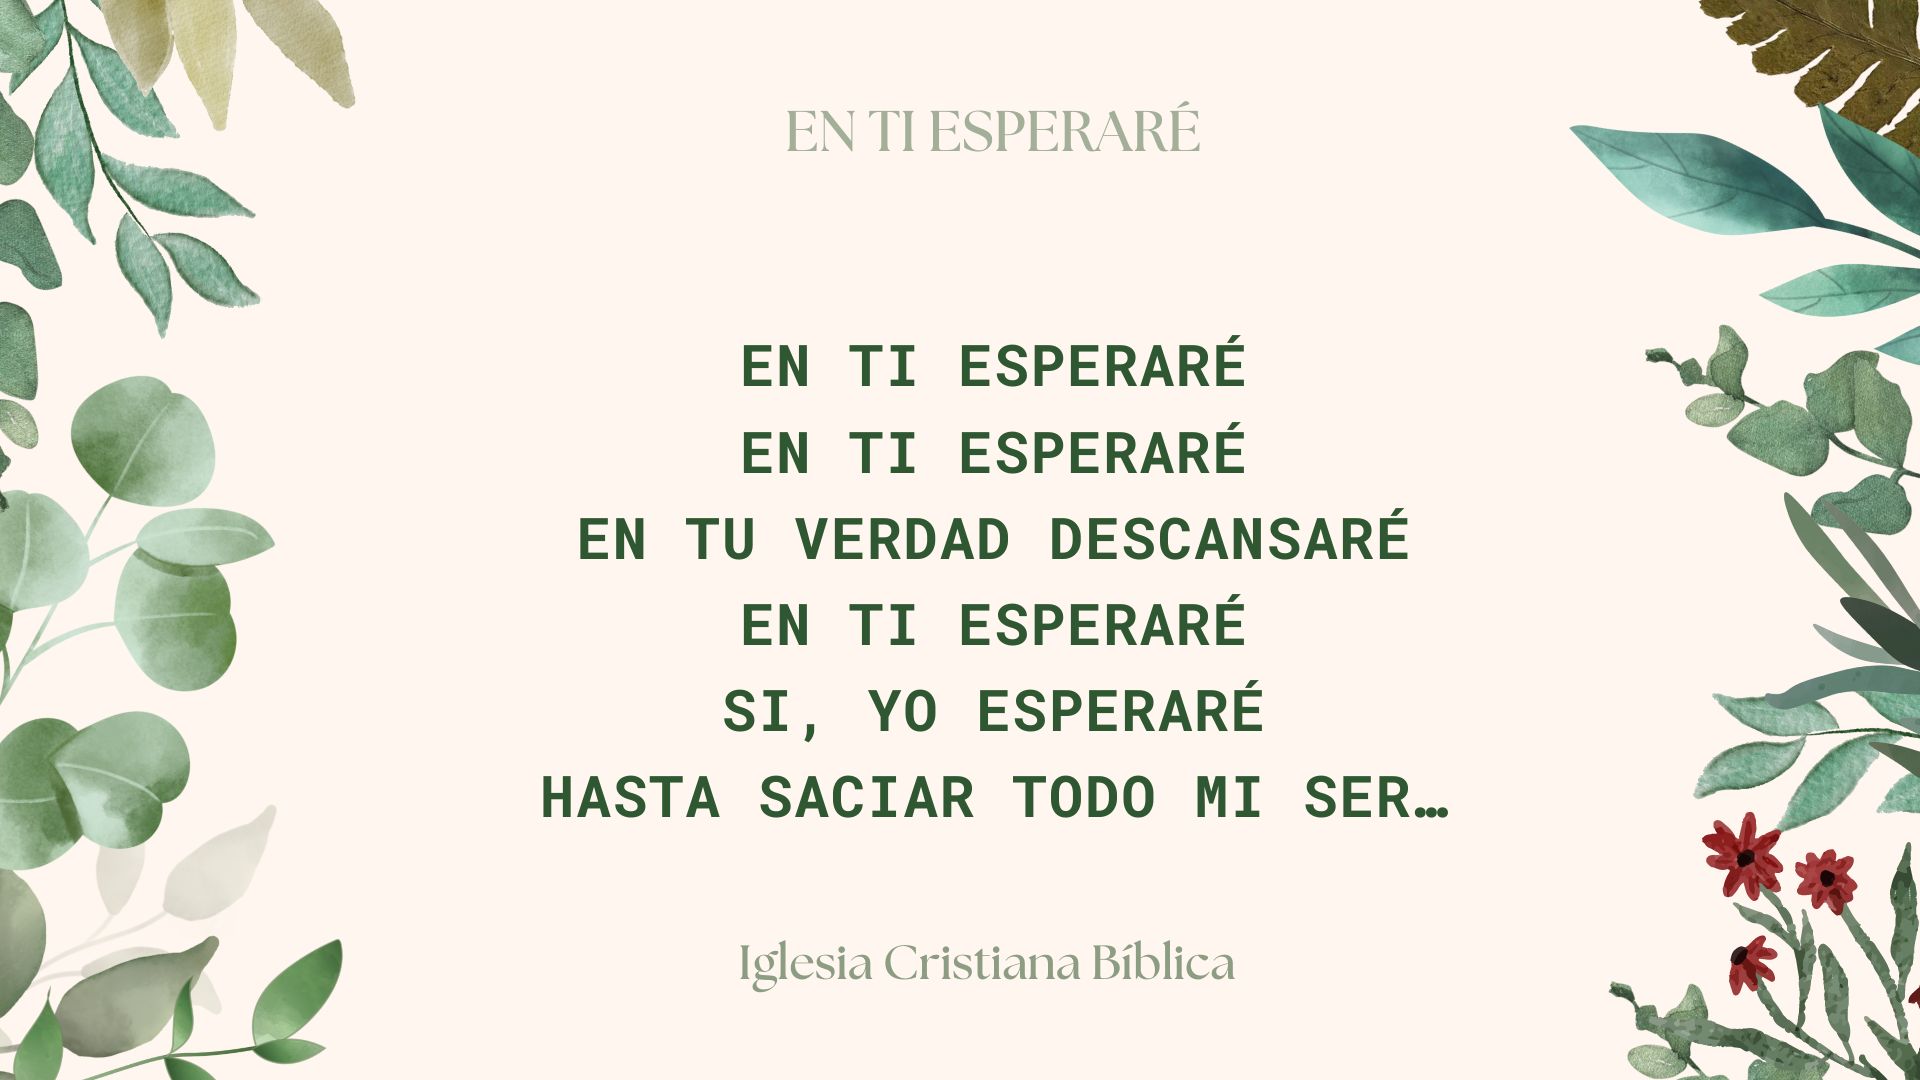 EN TI ESPERARÉ
EN TI ESPERARÉ
EN TI ESPERARÉ
EN TU VERDAD DESCANSARÉ
EN TI ESPERARÉ
SI, YO ESPERARÉ
HASTA SACIAR TODO MI SER…
Iglesia Cristiana Bíblica